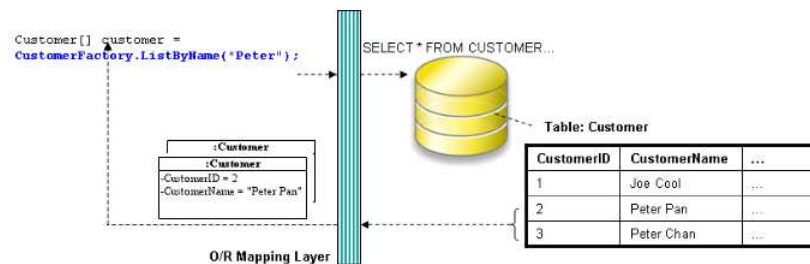 Customer[] customer =
CustomerFactory.ListByName("Peter");
SELECT * FROM CUSTOMER...
Table: Customer
CustomerID CustomerName ...
1 Joe Cool ...
2 Peter Pan ...
3 Peter Chan ...
:Customer
:Customer
-CustomerID = 2
-CustomerName = "Peter Pan"
O/R Mapping Layer